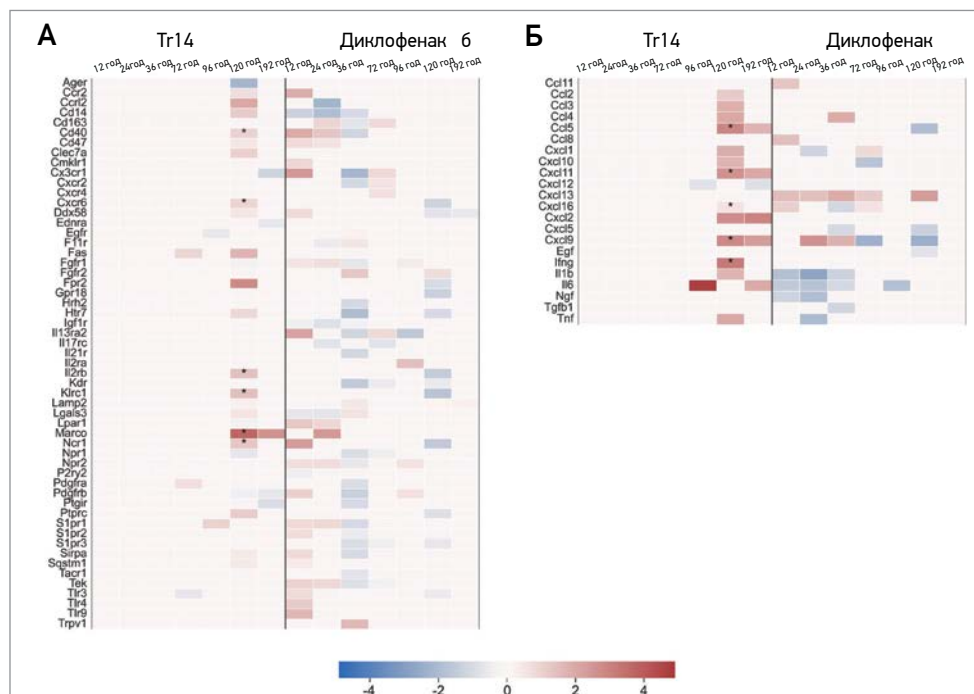 А
Tr14
Диклофенак б
12 год 24 год 36 год 72 год 96 год 120 год 192 год 12 год 24 год 36 год 72 год 96 год 120 год 192 год
Ager
Ccr2
Ccrl2
Cd14
Cd163
Cd40
Cd47
Clec7a
Cmklr1
Cx3cr1
Cxcr2
Cxcr4
Cxcr6
Ddx58
Ednra
Egfr
F11r
Fas
Fgfr1
Fgfr2
Fpr2
Gpr18
Hrh2
Htr7
Igf1r
Il13ra2
Il17rc
Il21r
Il2ra
Il2rb
Kdr
Klrc1
Lamp2
Lgals3
Lpar1
Marco
Ncr1
Npr1
Npr2
P2ry2
Pdgfra
Pdgfrb
Ptgir
Ptprc
S1pr1
S1pr2
S1pr3
Sirpa
Sqstm1
Tacr1
Tek
Tlr3
Tlr4
Tlr9
Trpv1
Б
Tr14
Диклофенак
12 год 24 год 36 год 72 год 96 год 120 год 192 год 12 год 24 год 36 год 72 год 96 год 120 год 192 год
Ccl11
Ccl2
Ccl3
Ccl4
Ccl5
Ccl8
Cxcl1
Cxcl10
Cxcl11
Cxcl12
Cxcl13
Cxcl16
Cxcl2
Cxcl5
Cxcl9
Egf
Ifng
Il1b
Il6
Ngf
Tgfb1
Tnf
-4 -2 0 2 4